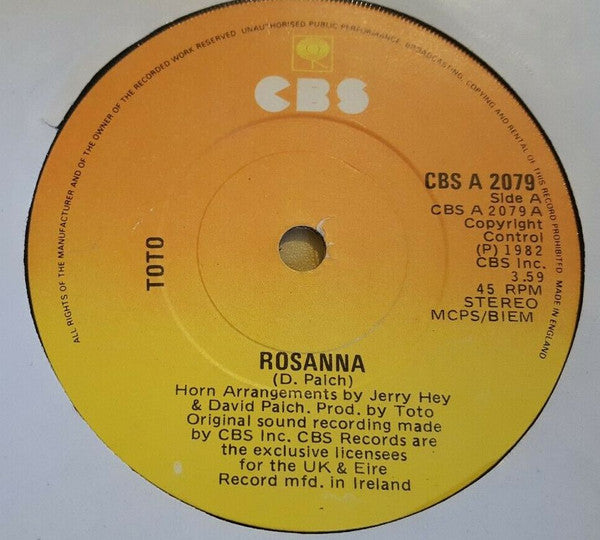 ALL RIGHTS OF THE MANUFACTURER AND OF THE OWNER OF THE RECORDED WORK RESERVED. UNAUTHORISED PUBLIC PERFORMANCE, BROADCASTING, COPYING AND RENTAL OF THIS RECORD PROHIBITED. MADE IN ENGLAND
CBS
TOTO
CBS A 2079
Side A
CBS A 2079 A
Copyright
Control
(P) 1982
CBS Inc.
3.59
45 RPM
STEREO
MCPS/BIEM
ROSANNA
(D. Paich)
Horn Arrangements by Jerry Hey
& David Paich. Prod. by Toto
Original sound recording made
by CBS Inc. CBS Records are
the exclusive licensees
for the UK & Eire
Record mfd. in Ireland